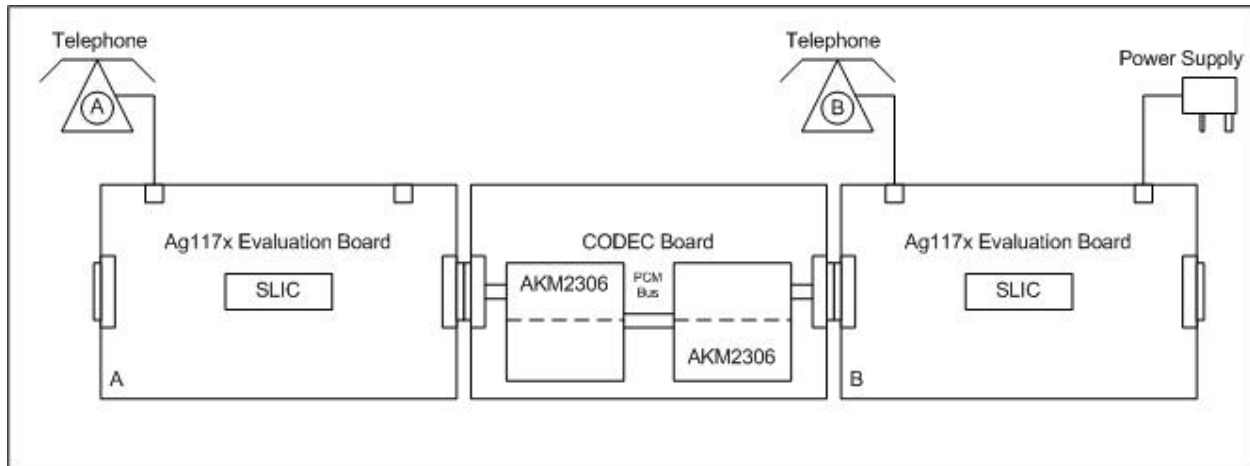 Telephone
Telephone
Power Supply
A
B
Ag117x Evaluation Board
CODEC Board
Ag117x Evaluation Board
SLIC
AKM2306
PCM
Bus
SLIC
AKM2306
A
B